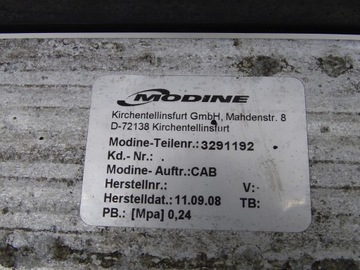 MODINE
Kirchentellinsfurt GmbH, Mahdenstr. 8
D-72138 Kirchentellinsfurt
Modine-Teilenr.:3291192
Kd.- Nr.: .
Modine- Auftr.:CAB
Herstellnr.: V:-
Herstelldat.:11.09.08 TB:
PB.: [Mpa] 0,24